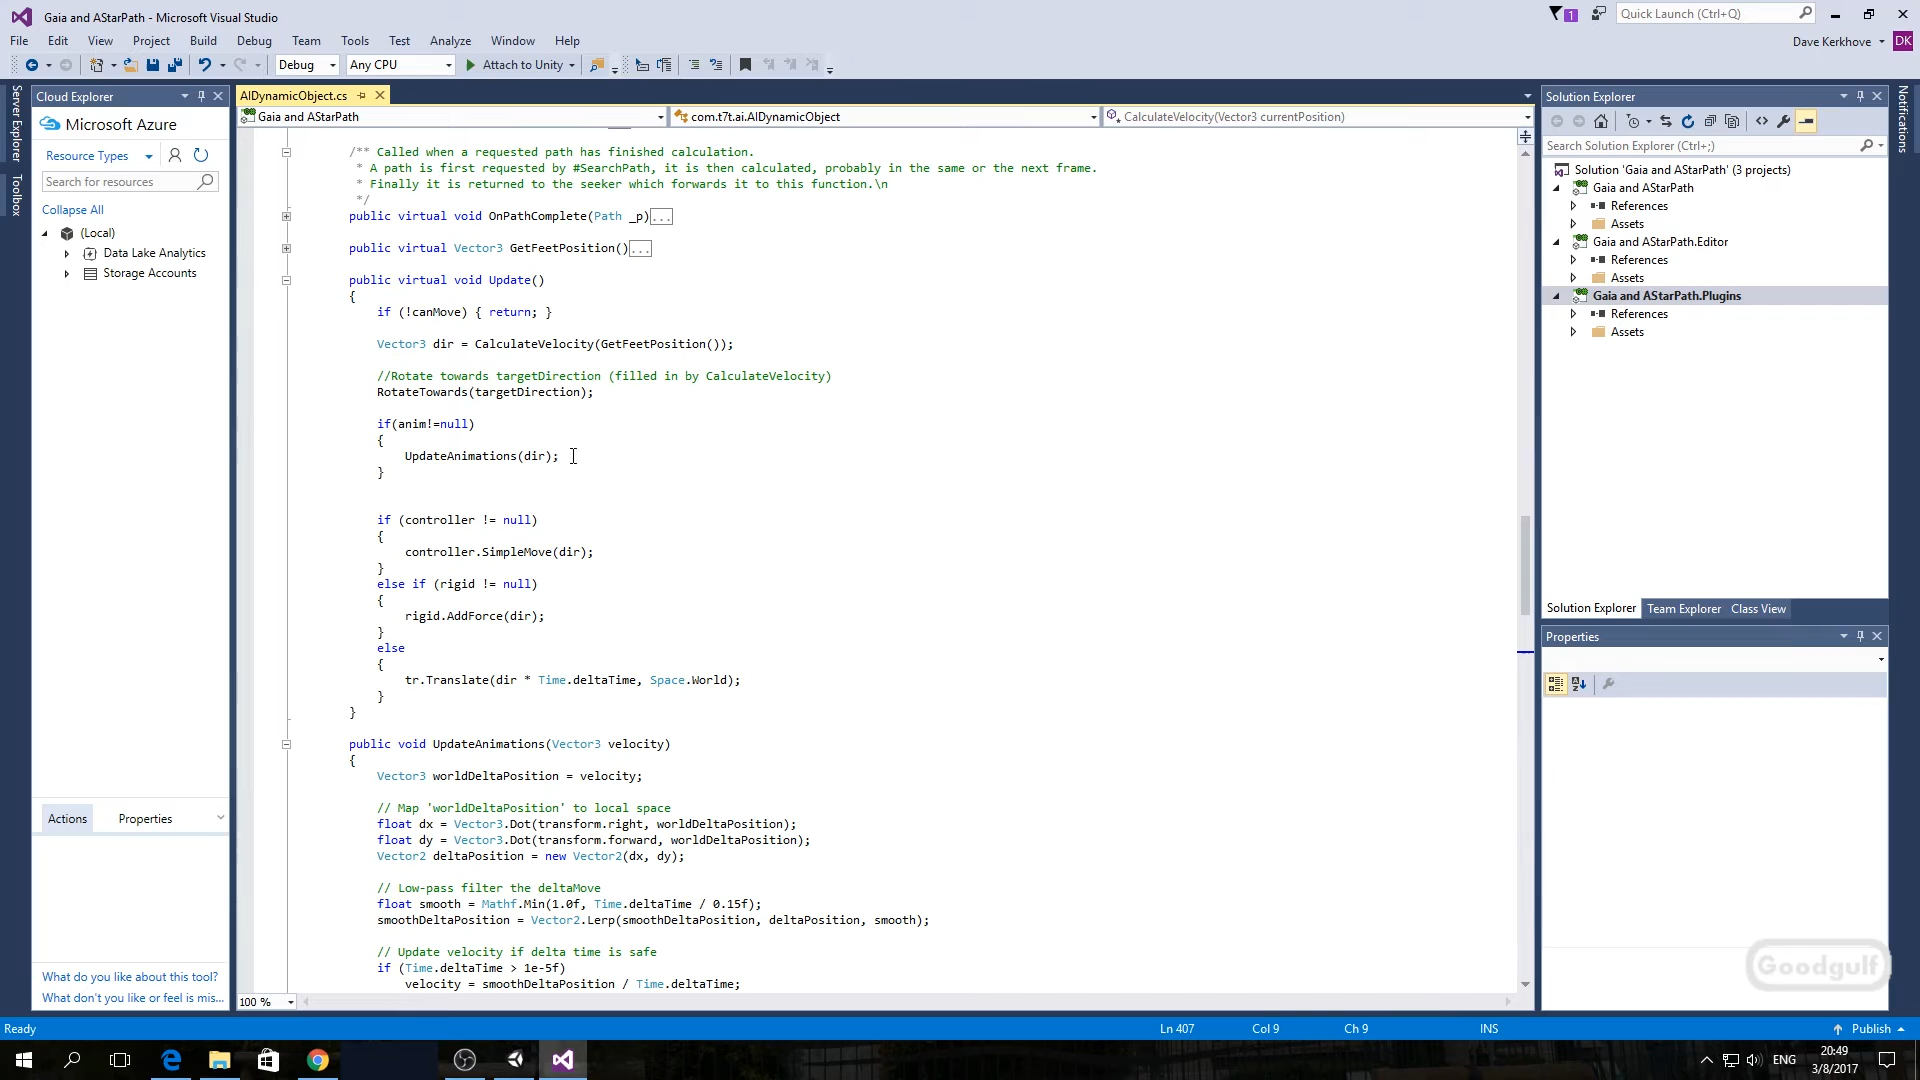 Gaia and AStarPath - Microsoft Visual Studio
1
Quick Launch (Ctrl+Q)
File Edit View Project Build Debug Team Tools Test Analyze Window Help
Dave Kerkhove DK
Debug Any CPU Attach to Unity
Server Explorer
Toolbox
Cloud Explorer
Microsoft Azure
Resource Types
Search for resources
Collapse All
(Local)
Data Lake Analytics
Storage Accounts
Actions Properties
What do you like about this tool?
What don't you like or feel is mis...
AIDynamicObject.cs
Gaia and AStarPath com.t7t.ai.AIDynamicObject CalculateVelocity(Vector3 currentPosition)
/** Called when a requested path has finished calculation.
* A path is first requested by #SearchPath, it is then calculated, probably in the same or the next frame.
* Finally it is returned to the seeker which forwards it to this function.\n
*/
public virtual void OnPathComplete(Path _p)...
public virtual Vector3 GetFeetPosition()...
public virtual void Update()
{
if (!canMove) { return; }
Vector3 dir = CalculateVelocity(GetFeetPosition());
//Rotate towards targetDirection (filled in by CalculateVelocity)
RotateTowards(targetDirection);
if(anim!=null)
{
UpdateAnimations(dir);
}
if (controller != null)
{
controller.SimpleMove(dir);
}
else if (rigid != null)
{
rigid.AddForce(dir);
}
else
{
tr.Translate(dir * Time.deltaTime, Space.World);
}
}
public void UpdateAnimations(Vector3 velocity)
{
Vector3 worldDeltaPosition = velocity;
// Map 'worldDeltaPosition' to local space
float dx = Vector3.Dot(transform.right, worldDeltaPosition);
float dy = Vector3.Dot(transform.forward, worldDeltaPosition);
Vector2 deltaPosition = new Vector2(dx, dy);
// Low-pass filter the deltaMove
float smooth = Mathf.Min(1.0f, Time.deltaTime / 0.15f);
smoothDeltaPosition = Vector2.Lerp(smoothDeltaPosition, deltaPosition, smooth);
// Update velocity if delta time is safe
if (Time.deltaTime > 1e-5f)
velocity = smoothDeltaPosition / Time.deltaTime;
100 %
Solution Explorer
Search Solution Explorer (Ctrl+;)
Solution 'Gaia and AStarPath' (3 projects)
Gaia and AStarPath
References
Assets
Gaia and AStarPath.Editor
References
Assets
Gaia and AStarPath.Plugins
References
Assets
Solution Explorer Team Explorer Class View
Properties
Notifications
Goodgulf
Ready Ln 407 Col 9 Ch 9 INS Publish
ENG
20:49
3/8/2017